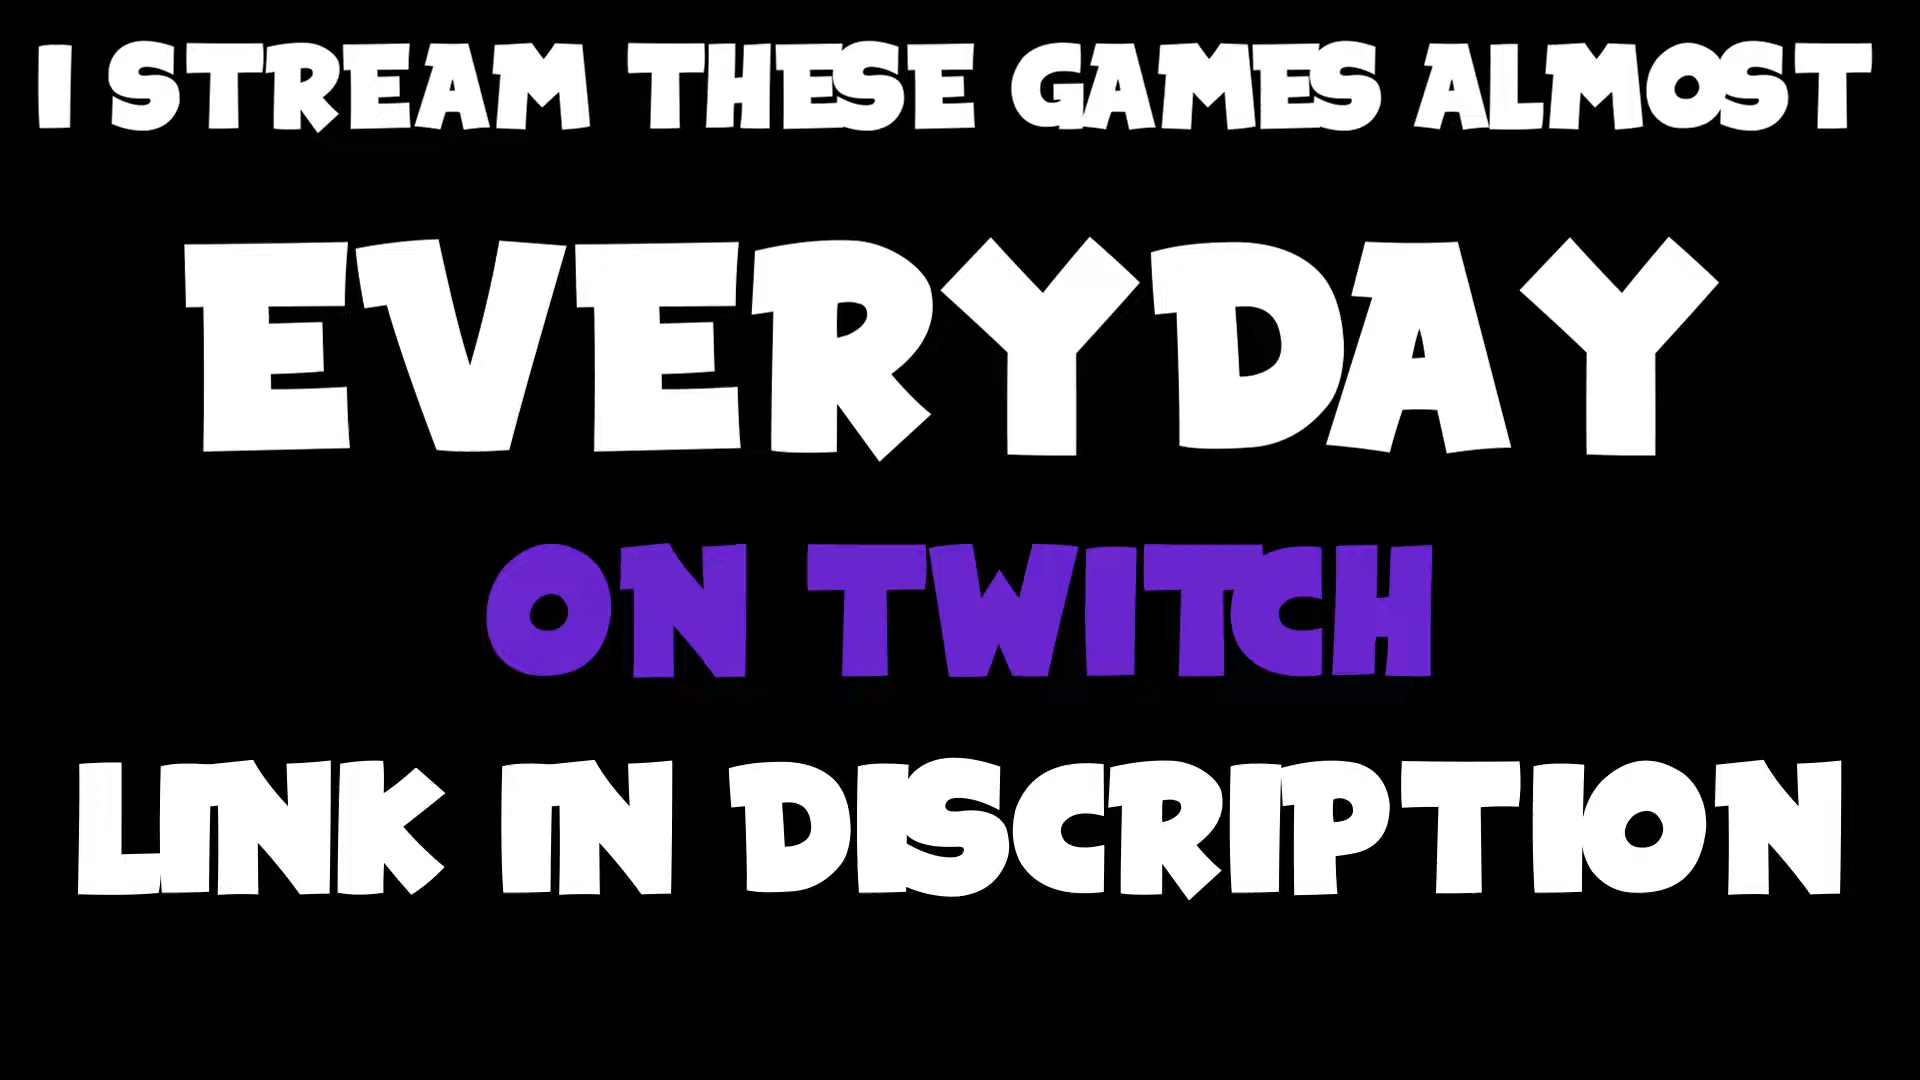 I STREAM THESE GAMES ALMOST
EVERYDAY
ON TWITCH
LINK IN DISCRIPTION